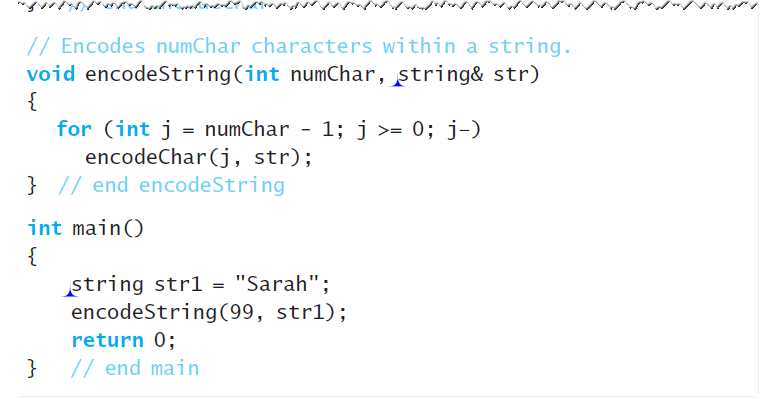 // Encodes numChar characters within a string.
void encodeString(int numChar, string& str)
{
for (int j = numChar - 1; j >= 0; j-)
encodeChar(j, str);
} // end encodeString
int main()
{
string str1 = "Sarah";
encodeString(99, str1);
return 0;
} // end main